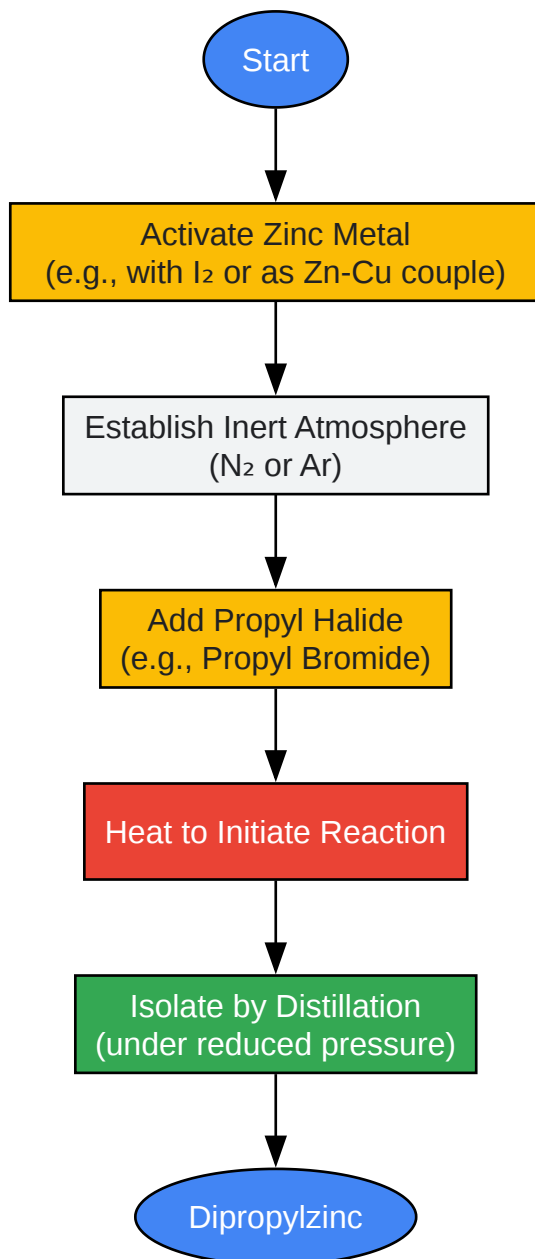 Start
Activate Zinc Metal
(e.g., with I₂ or as Zn-Cu couple)
Establish Inert Atmosphere
(N₂ or Ar)
Add Propyl Halide
(e.g., Propyl Bromide)
Heat to Initiate Reaction
Isolate by Distillation
(under reduced pressure)
Dipropylzinc